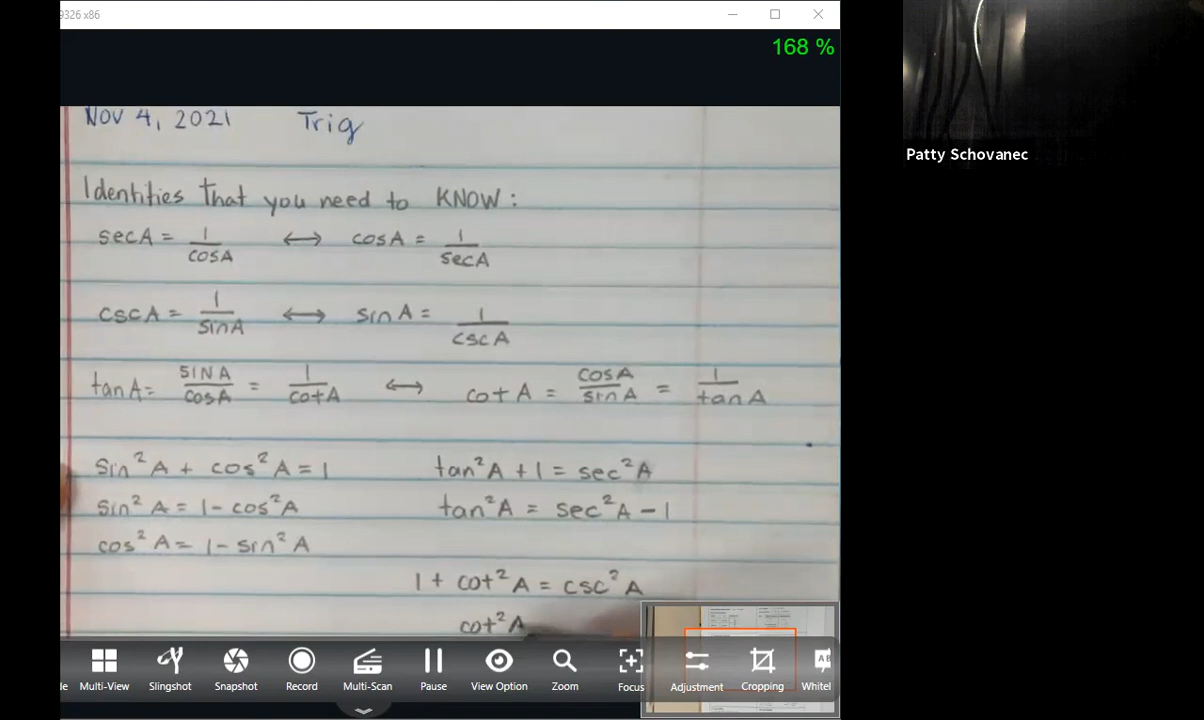 9326 x86
168 %
Nov 4, 2021 Trig
Identities that you need to KNOW:
secA = 1/cosA ↔ cosA = 1/secA
cscA = 1/sinA ↔ sinA = 1/cscA
tanA = sinA/cosA = 1/cotA ↔ cotA = cosA/sinA = 1/tanA
sin²A + cos²A = 1 tan²A + 1 = sec²A
sin²A = 1 - cos²A tan²A = sec²A - 1
cos²A = 1 - sin²A
1 + cot²A = csc²A
cot²A
Multi-View Slingshot Snapshot Record Multi-Scan Pause View Option Zoom Focus Adjustment Cropping Whitel
Patty Schovanec